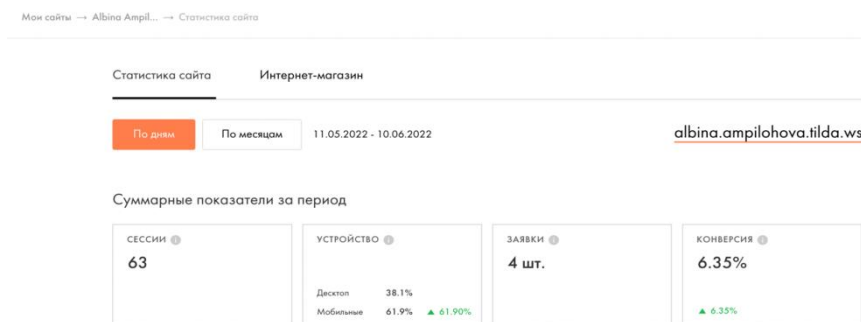 Мои сайты → Albina Ampil... → Статистика сайта
Статистика сайта Интернет-магазин
По дням По месяцам 11.05.2022 - 10.06.2022 albina.ampilohova.tilda.ws
Суммарные показатели за период
СЕССИИ УСТРОЙСТВО ЗАЯВКИ КОНВЕРСИЯ
63 4 шт. 6.35%
Десктоп 38.1%
Мобильные 61.9% ▲ 61.90% ▲ 6.35%